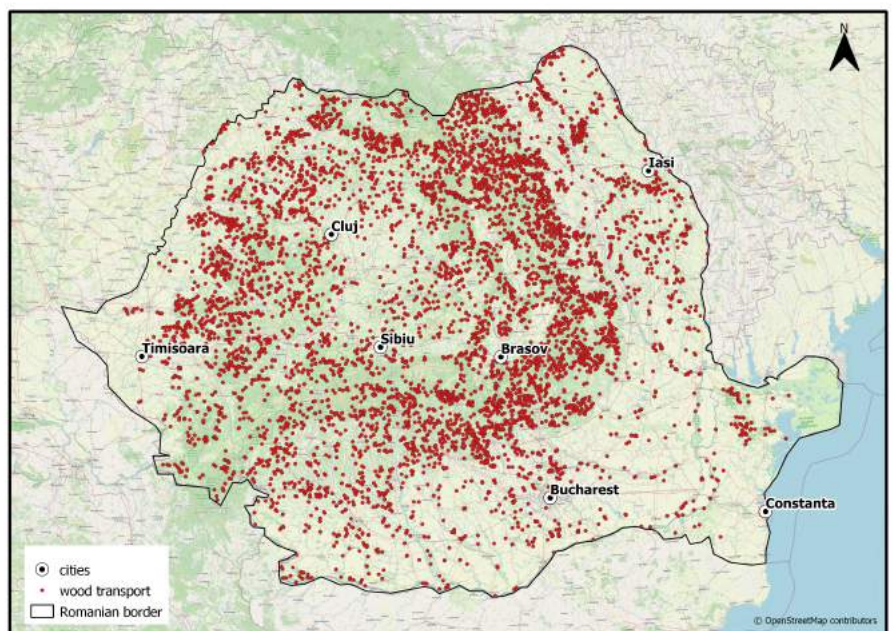 N
Iasi
Cluj
Sibiu
Timisoara
Brasov
Bucharest
Constanta
cities
wood transport
Romanian border
© OpenStreetMap contributors